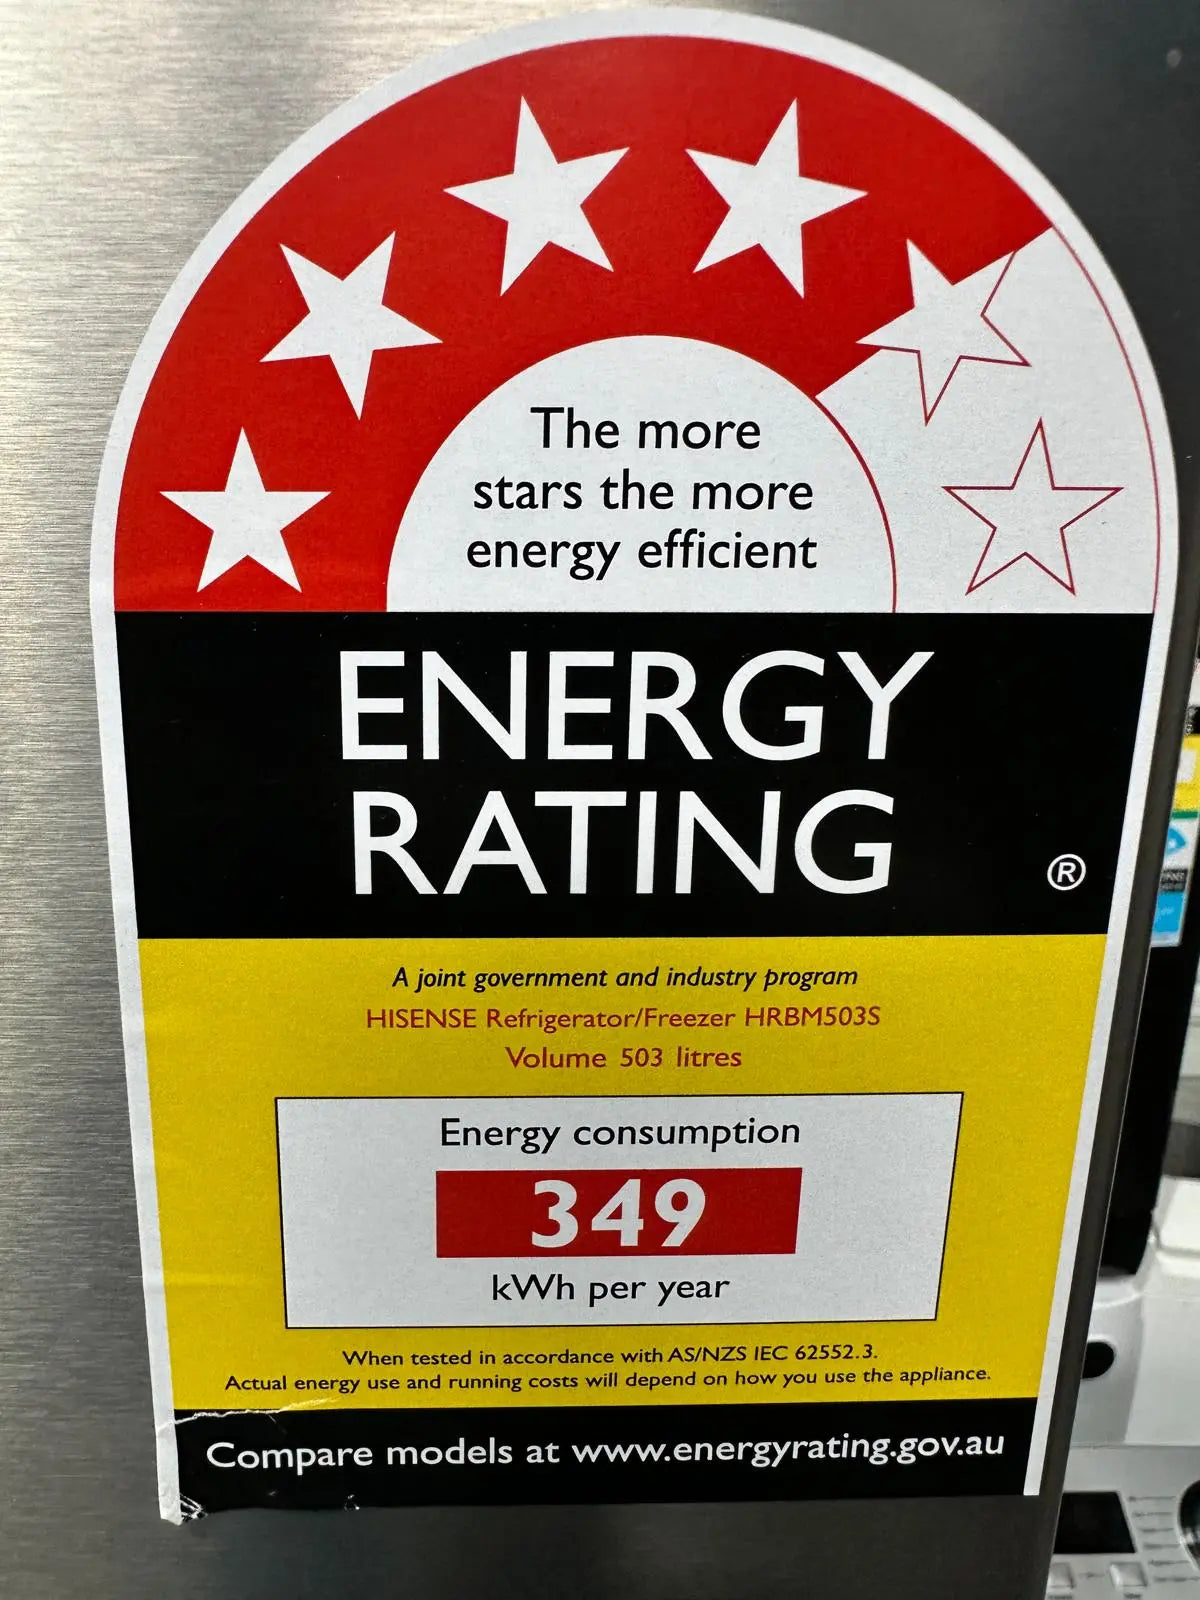 The more
stars the more
energy efficient
ENERGY
RATING
®
A joint government and industry program
HISENSE Refrigerator/Freezer HRBM503S
Volume 503 litres
Energy consumption
349
kWh per year
When tested in accordance with AS/NZS IEC 62552.3.
Actual energy use and running costs will depend on how you use the appliance.
Compare models at www.energyrating.gov.au